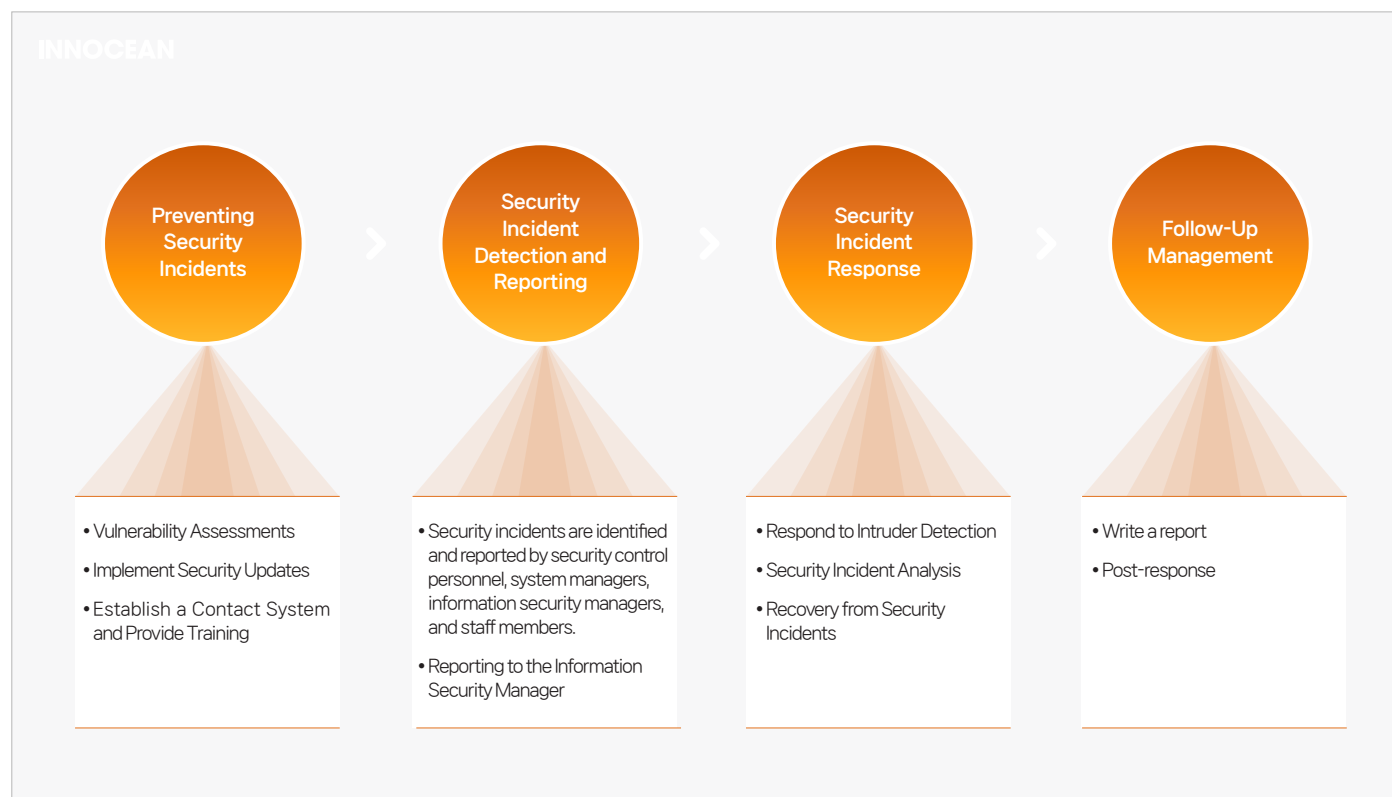 INNOCEAN
Preventing
Security
Incidents
Security
Incident
Detection and
Reporting
Security
Incident
Response
Follow-Up
Management
• Vulnerability Assessments
• Implement Security Updates
• Establish a Contact System
and Provide Training
• Security incidents are identified
and reported by security control
personnel, system managers,
information security managers,
and staff members.
• Reporting to the Information
Security Manager
• Respond to Intruder Detection
• Security Incident Analysis
• Recovery from Security
Incidents
• Write a report
• Post-response